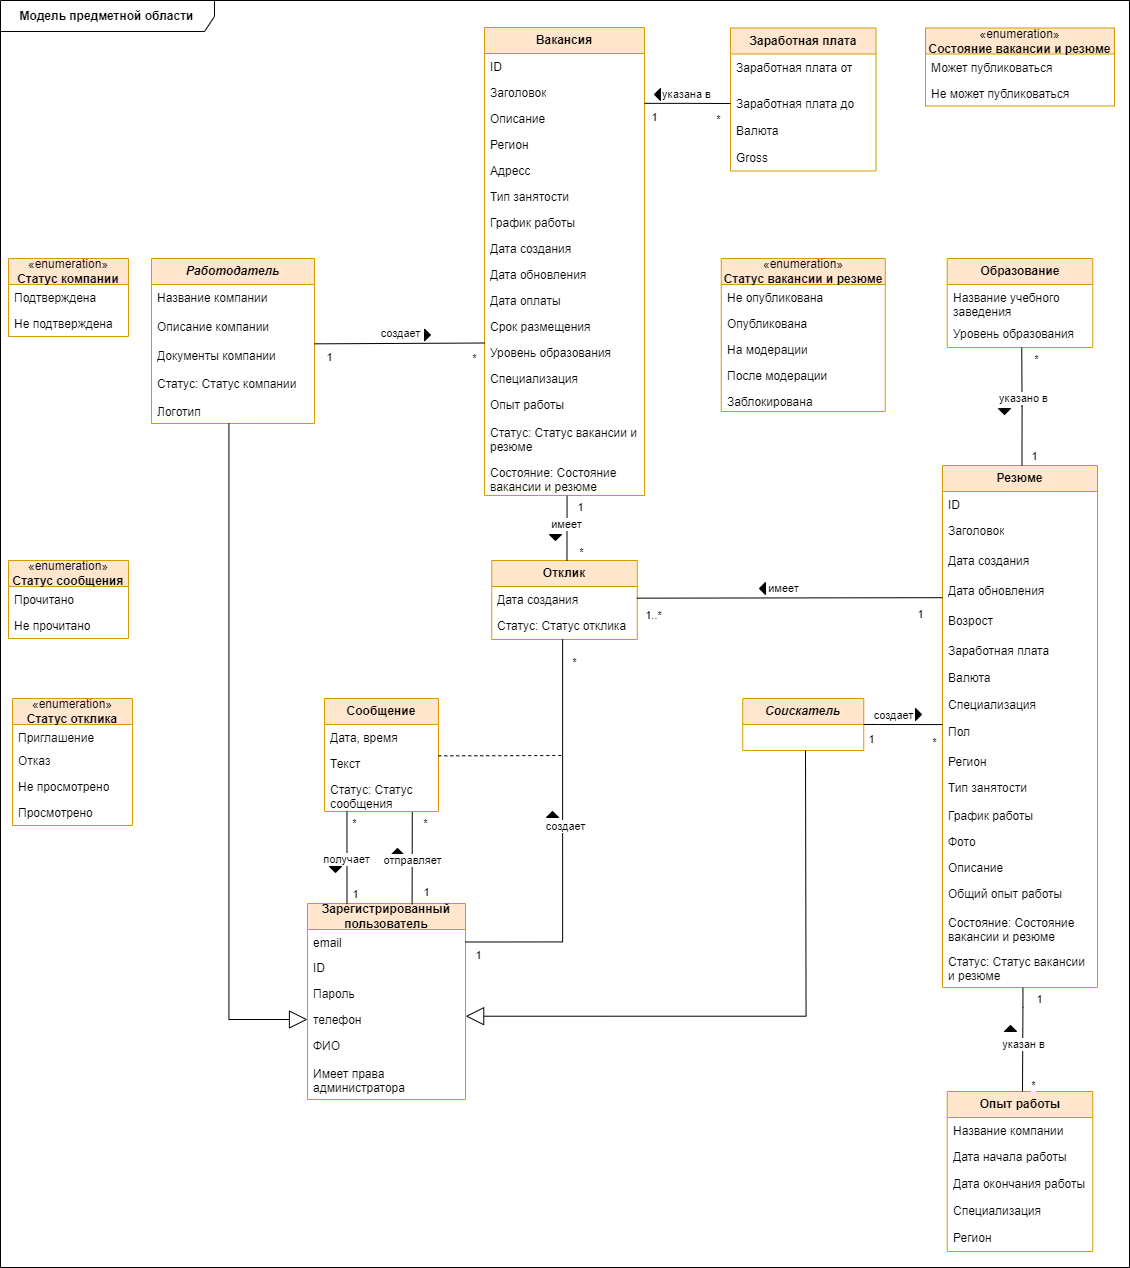 Модель предметной области
Вакансия
ID
Заголовок
Описание
Регион
Адресс
Тип занятости
График работы
Дата создания
Дата обновления
Дата оплаты
Срок размещения
Уровень образования
Специализация
Опыт работы
Статус: Статус вакансии и
резюме
Состояние: Состояние
вакансии и резюме
указана в
1
*
Заработная плата
Заработная плата от
Заработная плата до
Валюта
Gross
«enumeration»
Состояние вакансии и резюме
Может публиковаться
Не может публиковаться
«enumeration»
Статус компании
Подтверждена
Не подтверждена
Работодатель
Название компании
Описание компании
Документы компании
Статус: Статус компании
Логотип
создает
1
*
«enumeration»
Статус вакансии и резюме
Не опубликована
Опубликована
На модерации
После модерации
Заблокирована
Образование
Название учебного
заведения
Уровень образования
*
указано в
1
Резюме
ID
Заголовок
Дата создания
Дата обновления
Возраст
Заработная плата
Валюта
Специализация
Пол
Регион
Тип занятости
График работы
Фото
Описание
Общий опыт работы
Состояние: Состояние
вакансии и резюме
Статус: Статус вакансии
и резюме
1
имеет
*
Отклик
Дата создания
Статус: Статус отклика
имеет
1..*
1
*
«enumeration»
Статус сообщения
Прочитано
Не прочитано
«enumeration»
Статус отклика
Приглашение
Отказ
Не просмотрено
Просмотрено
Сообщение
Дата, время
Текст
Статус: Статус
сообщения
*
*
получает
отправляет
1
1
создает
Соискатель
создает
1
*
Зарегистрированный
пользователь
email
ID
Пароль
телефон
ФИО
Имеет права
администратора
1
1
указан в
*
Опыт работы
Название компании
Дата начала работы
Дата окончания работы
Специализация
Регион